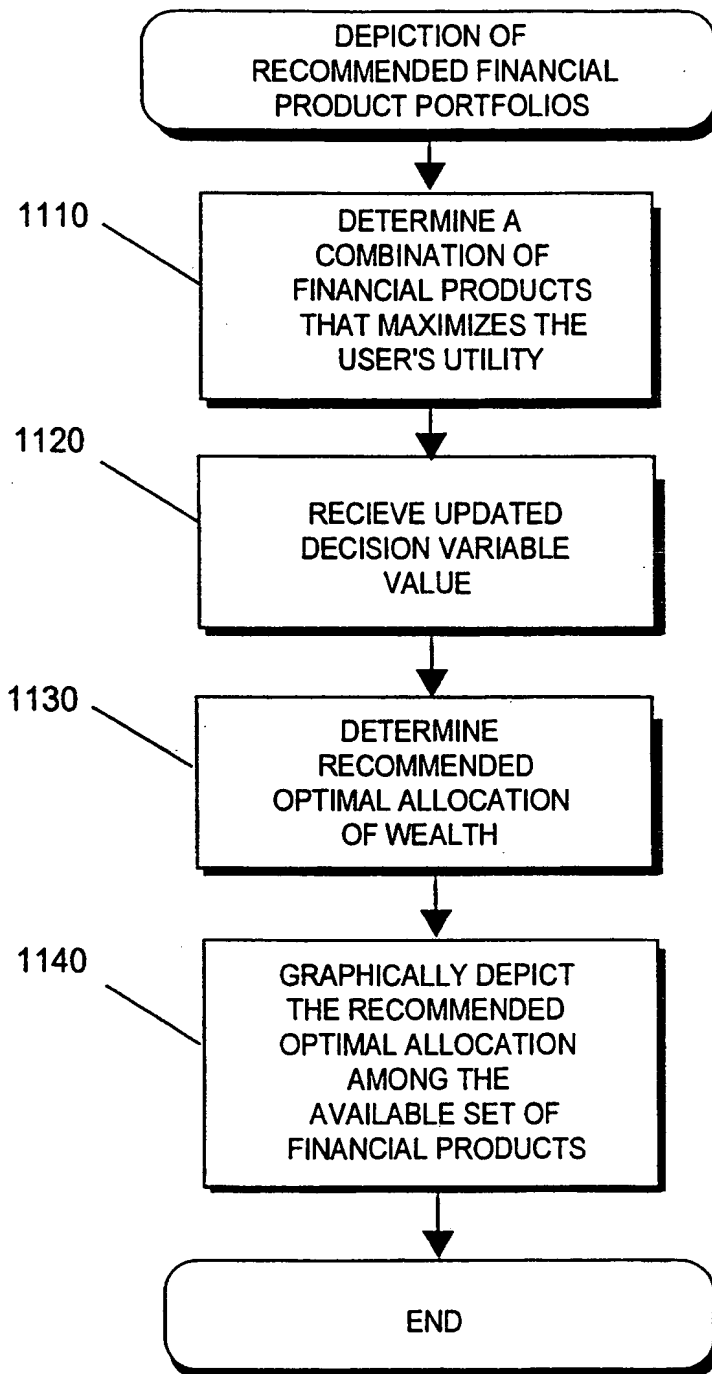 DEPICTION OF
RECOMMENDED FINANCIAL
PRODUCT PORTFOLIOS
1110
DETERMINE A
COMBINATION OF
FINANCIAL PRODUCTS
THAT MAXIMIZES THE
USER'S UTILITY
1120
RECIEVE UPDATED
DECISION VARIABLE
VALUE
1130
DETERMINE
RECOMMENDED
OPTIMAL ALLOCATION
OF WEALTH
1140
GRAPHICALLY DEPICT
THE RECOMMENDED
OPTIMAL ALLOCATION
AMONG THE
AVAILABLE SET OF
FINANCIAL PRODUCTS
END